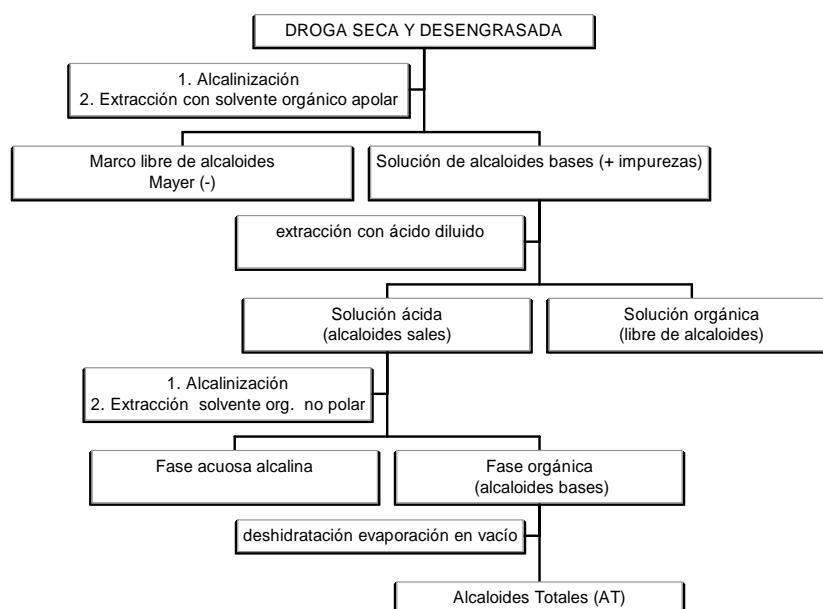 DROGA SECA Y DESENGRASADA
1. Alcalinización
2. Extracción con solvente orgánico apolar
Marco libre de alcaloides
Mayer (-)
Solución de alcaloides bases (+ impurezas)
extracción con ácido diluido
Solución ácida
(alcaloides sales)
Solución orgánica
(libre de alcaloides)
1. Alcalinización
2. Extracción solvente org. no polar
Fase acuosa alcalina
Fase orgánica
(alcaloides bases)
deshidratación evaporación en vacío
Alcaloides Totales (AT)